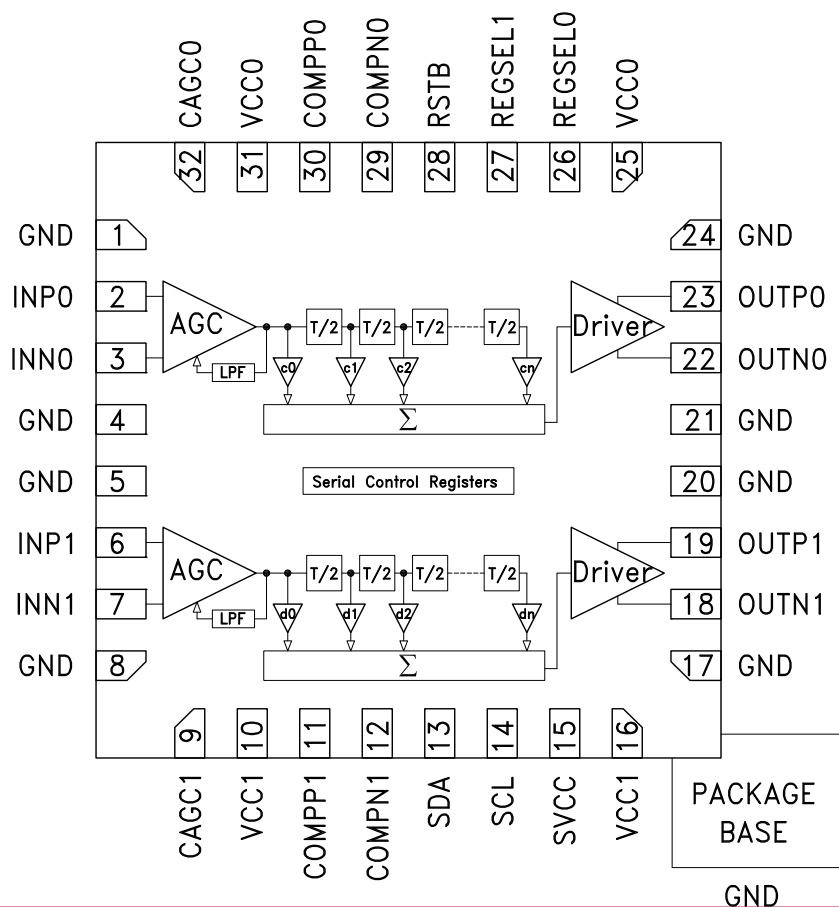 CAGC0
VCC0
COMPP0
COMPN0
RSTB
REGSEL1
REGSEL0
VCC0
32
31
30
29
28
27
26
25
GND 1
24 GND
INP0 2
23 OUTP0
AGC
T/2 T/2 T/2 T/2
Driver
INN0 3
22 OUTN0
LPF
c0 c1 c2 cn
GND 4
Σ
21 GND
GND 5
Serial Control Registers
20 GND
INP1 6
19 OUTP1
AGC
T/2 T/2 T/2 T/2
Driver
INN1 7
18 OUTN1
LPF
d0 d1 d2 dn
GND 8
Σ
17 GND
9
10
11
12
13
14
15
16
CAGC1
VCC1
COMPP1
COMPN1
SDA
SCL
SVCC
VCC1
PACKAGE
BASE
GND